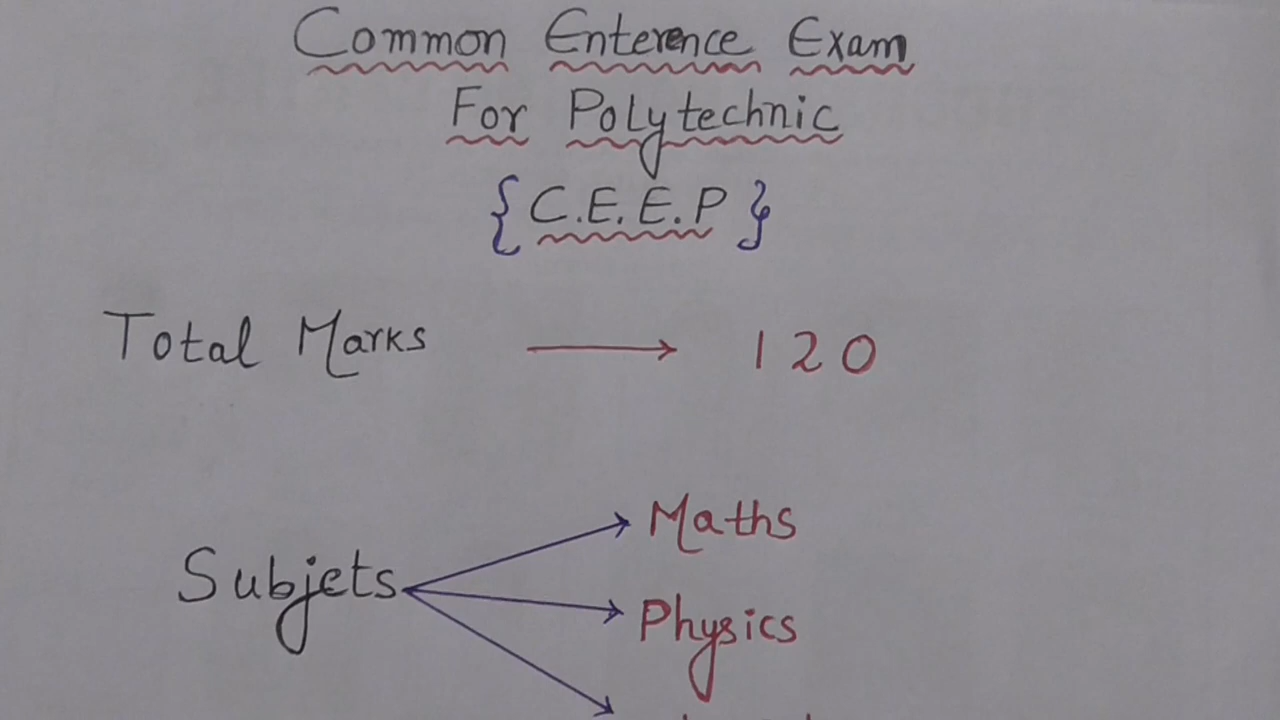 Common Enterence Exam
For Polytechnic
{C.E.E.P}
Total Marks → 120
Maths
Subjets
Physics